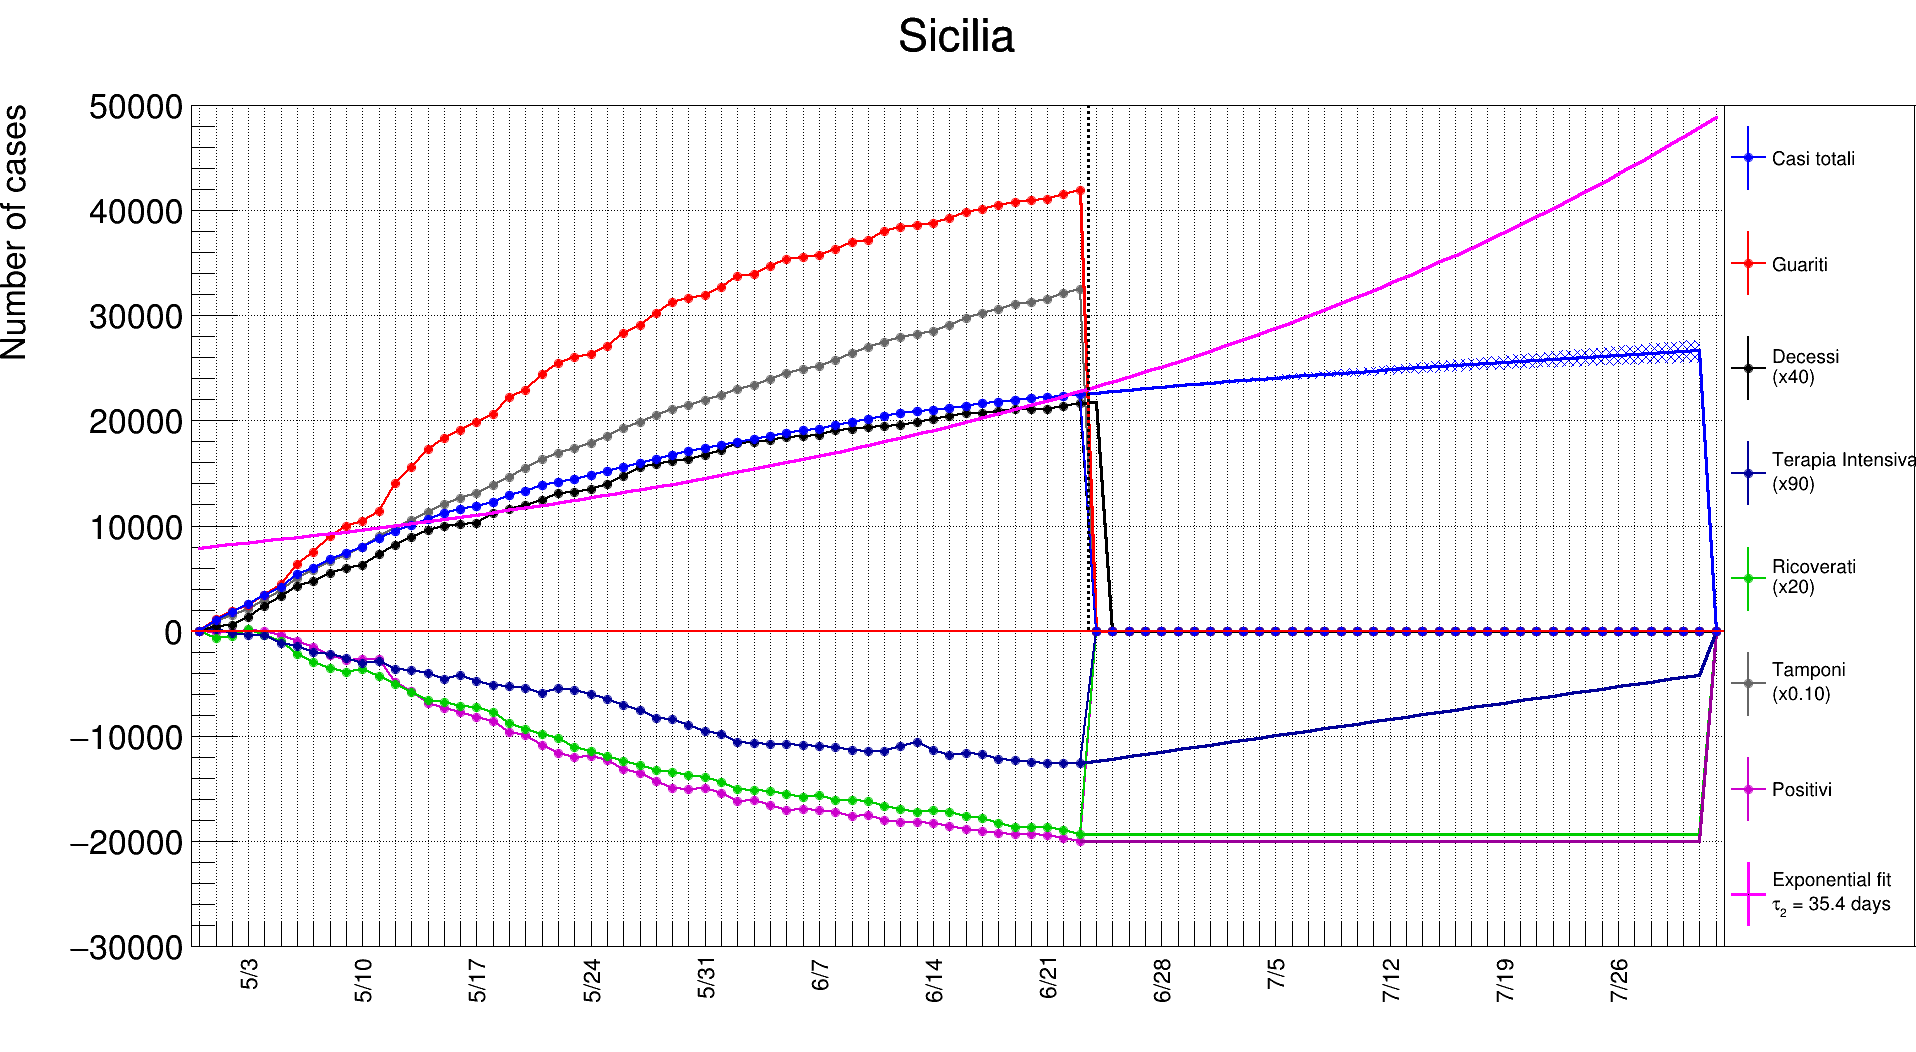 Sicilia
Number of cases
50000
40000
30000
20000
10000
0
−10000
−20000
−30000
5/3
5/10
5/17
5/24
5/31
6/7
6/14
6/21
6/28
7/5
7/12
7/19
7/26
Casi totali
Guariti
Decessi
(x40)
Terapia Intensiva
(x90)
Ricoverati
(x20)
Tamponi
(x0.10)
Positivi
Exponential fit
τ2 = 35.4 days